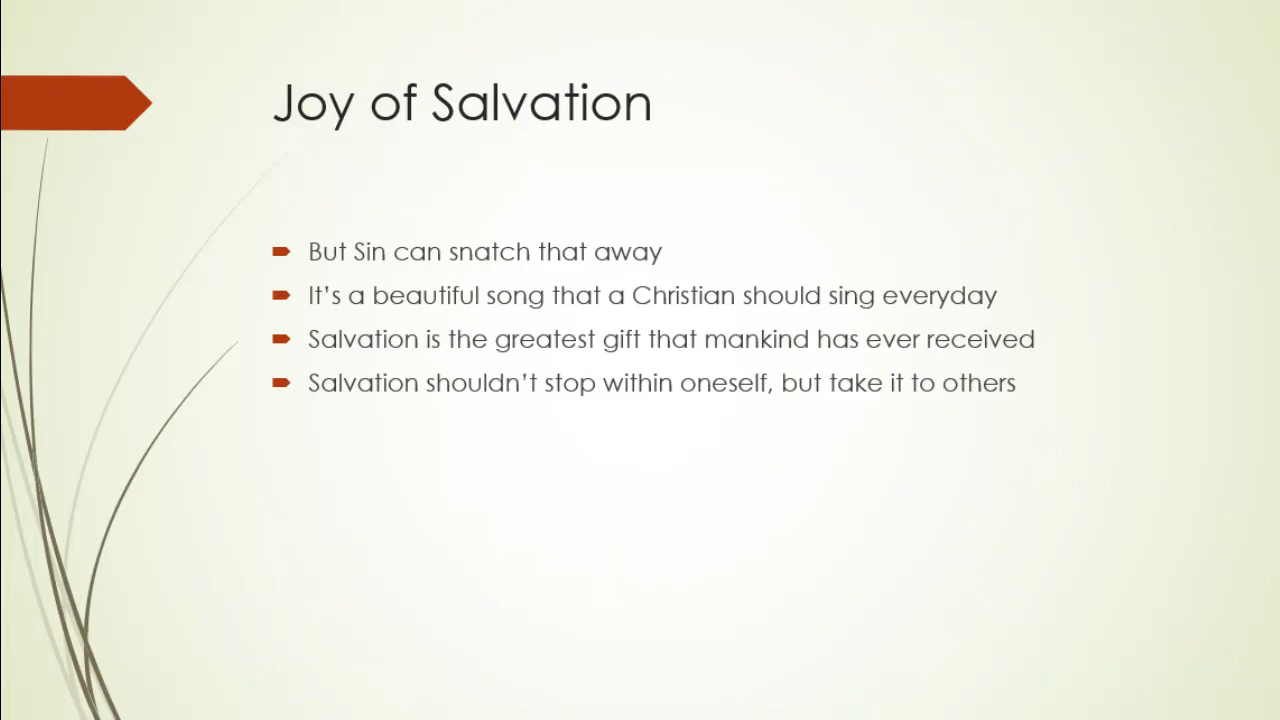 Joy of Salvation
But Sin can snatch that away
It’s a beautiful song that a Christian should sing everyday
Salvation is the greatest gift that mankind has ever received
Salvation shouldn’t stop within oneself, but take it to others